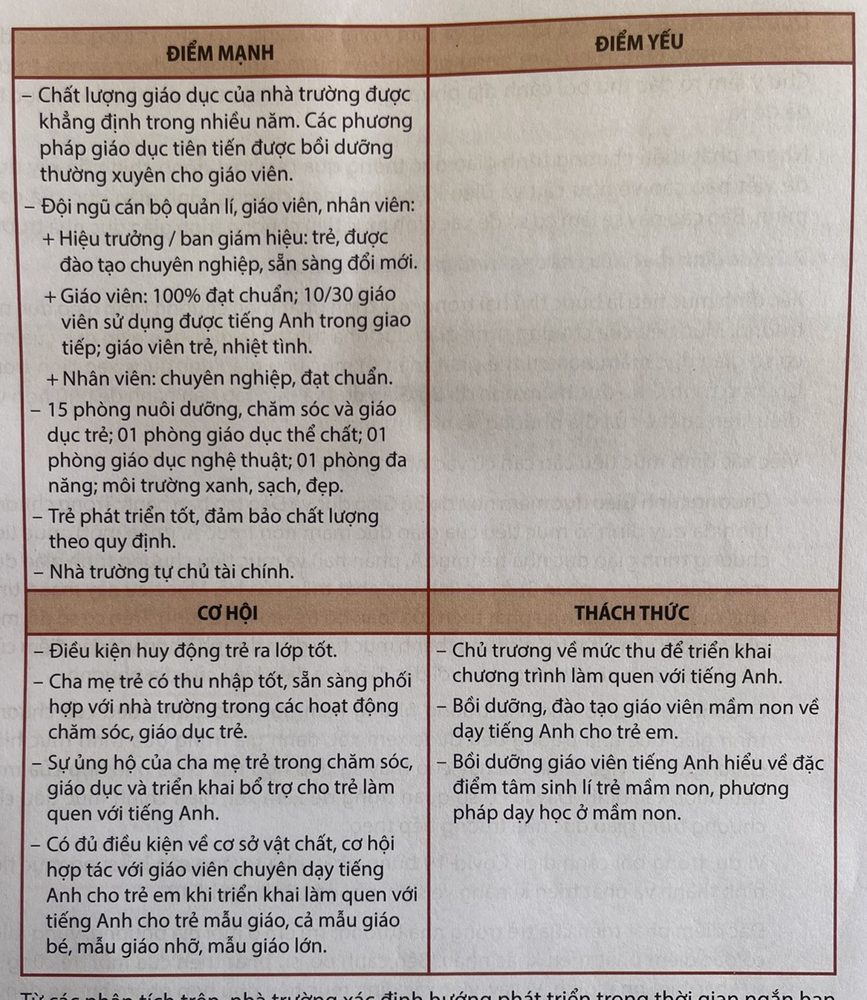 ĐIỂM MẠNH
ĐIỂM YẾU
– Chất lượng giáo dục của nhà trường được
khẳng định trong nhiều năm. Các phương
pháp giáo dục tiên tiến được bồi dưỡng
thường xuyên cho giáo viên.
– Đội ngũ cán bộ quản lí, giáo viên, nhân viên:
+ Hiệu trưởng / ban giám hiệu: trẻ, được
đào tạo chuyên nghiệp, sẵn sàng đổi mới.
+ Giáo viên: 100% đạt chuẩn; 10/30 giáo
viên sử dụng được tiếng Anh trong giao
tiếp; giáo viên trẻ, nhiệt tình.
+ Nhân viên: chuyên nghiệp, đạt chuẩn.
– 15 phòng nuôi dưỡng, chăm sóc và giáo
dục trẻ; 01 phòng giáo dục thể chất; 01
phòng giáo dục nghệ thuật; 01 phòng đa
năng; môi trường xanh, sạch, đẹp.
– Trẻ phát triển tốt, đảm bảo chất lượng
theo quy định.
– Nhà trường tự chủ tài chính.
CƠ HỘI
THÁCH THỨC
– Điều kiện huy động trẻ ra lớp tốt.
– Cha mẹ trẻ có thu nhập tốt, sẵn sàng phối
hợp với nhà trường trong các hoạt động
chăm sóc, giáo dục trẻ.
– Sự ủng hộ của cha mẹ trẻ trong chăm sóc,
giáo dục và triển khai bổ trợ cho trẻ làm
quen với tiếng Anh.
– Có đủ điều kiện về cơ sở vật chất, cơ hội
hợp tác với giáo viên chuyên dạy tiếng
Anh cho trẻ em khi triển khai làm quen với
tiếng Anh cho trẻ mẫu giáo, cả mẫu giáo
bé, mẫu giáo nhỡ, mẫu giáo lớn.
– Chủ trương về mức thu để triển khai
chương trình làm quen với tiếng Anh.
– Bồi dưỡng, đào tạo giáo viên mầm non về
dạy tiếng Anh cho trẻ em.
– Bồi dưỡng giáo viên tiếng Anh hiểu về đặc
điểm tâm sinh lí trẻ mầm non, phương
pháp dạy học ở mầm non.
Từ các phân tích trên, nhà trường xác định hướng phát triển trong thời gian ngắn hạn